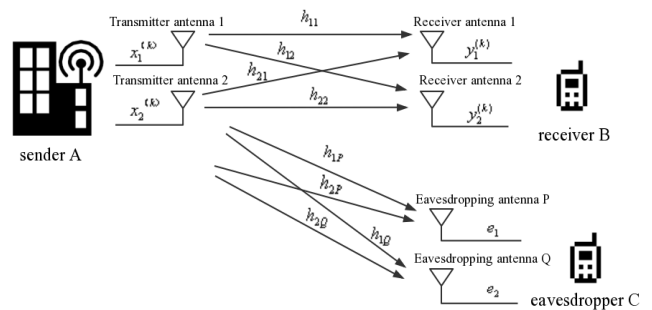 Transmitter antenna 1
h₁₁
Receiver antenna 1
x₁⁽ᵏ⁾
y₁⁽ᵏ⁾
h₁₂
Transmitter antenna 2
h₂₁
Receiver antenna 2
x₂⁽ᵏ⁾
h₂₂
y₂⁽ᵏ⁾
receiver B
sender A
h₁P
h₂P
Eavesdropping antenna P
h₂Q
e₁
h₁Q
Eavesdropping antenna Q
e₂
eavesdropper C